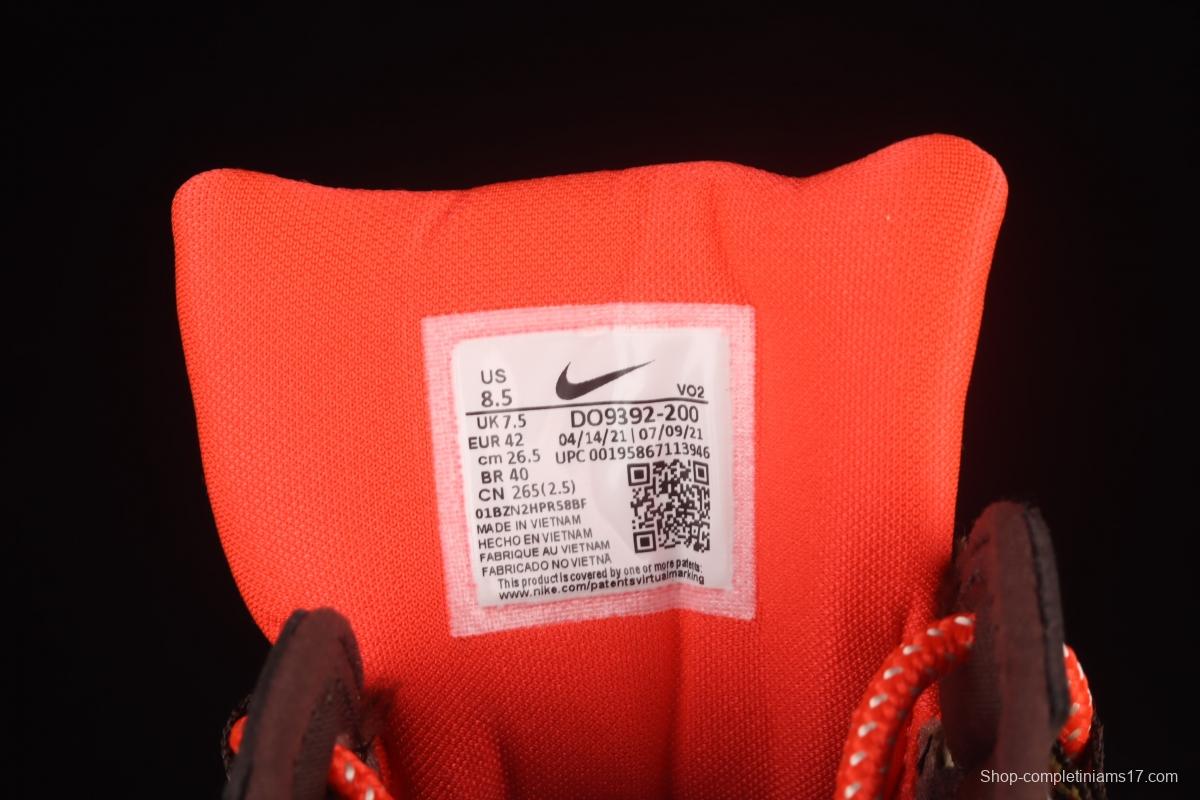 US
8.5
VO2
UK 7.5
DO9392-200
EUR 42
04/14/21 | 07/09/21
cm 26.5
UPC 00195867113946
BR 40
CN 265(2.5)
01BZN2HPR58BF
MADE IN VIETNAM
HECHO EN VIETNAM
FABRIQUE AU VIETNAM
FABRICADO NO VIETNÃ
This product is covered by one or more patents:
www.nike.com/patentsvirtualmarking
Shop-completiniams17.com